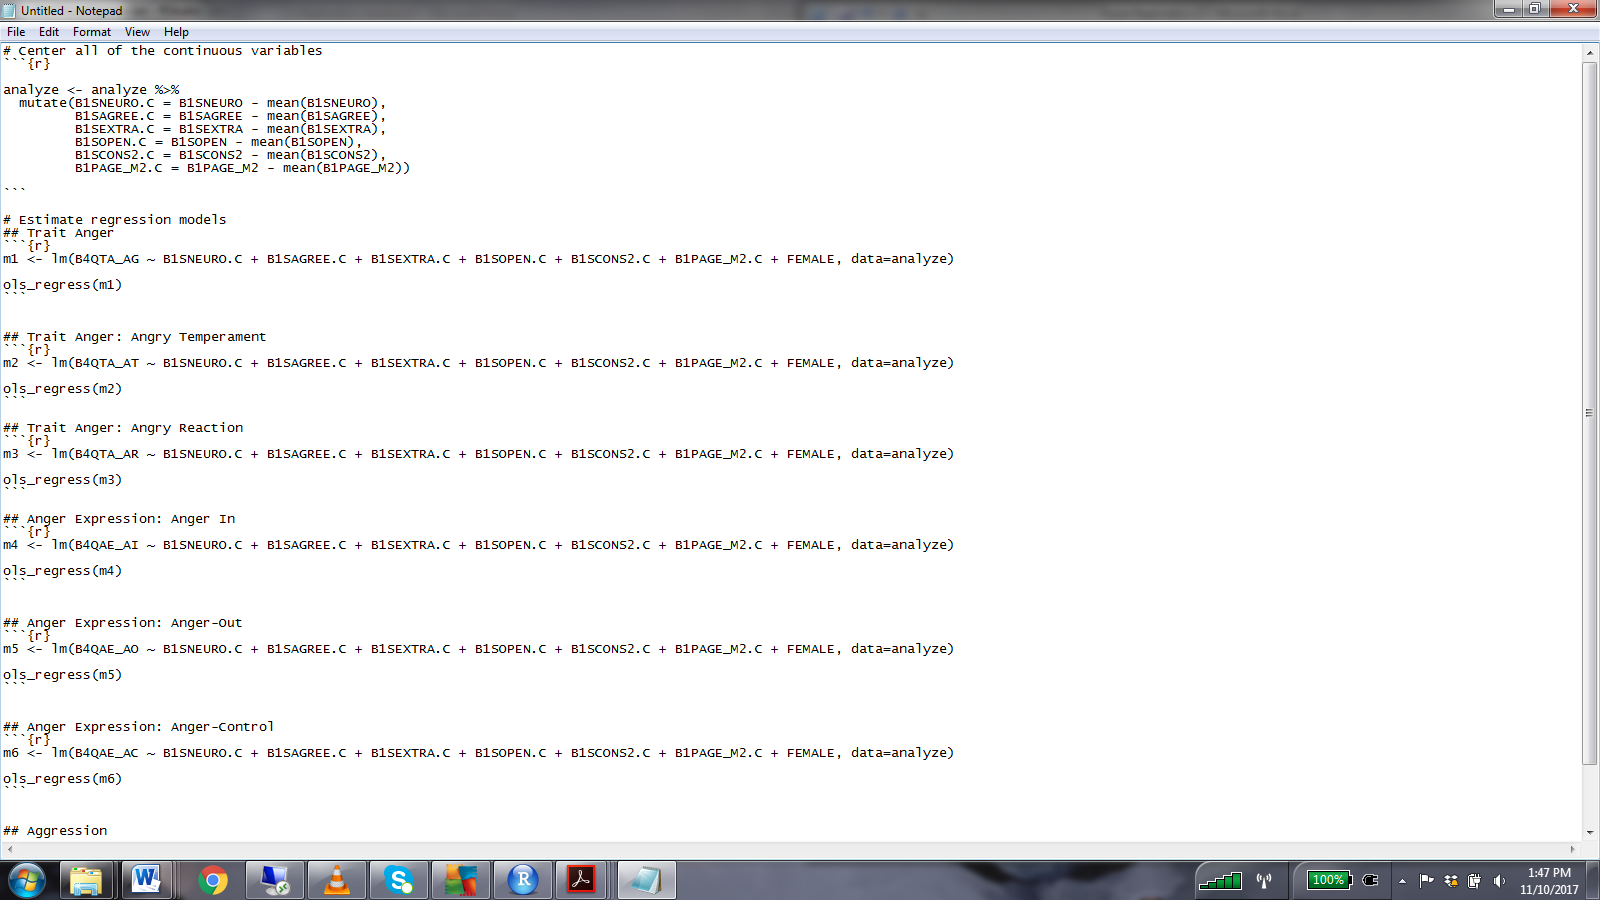 Untitled - Notepad
File Edit Format View Help
# Center all of the continuous variables
```{r}
analyze <- analyze %>%
  mutate(B1SNEURO.C = B1SNEURO - mean(B1SNEURO),
         B1SAGREE.C = B1SAGREE - mean(B1SAGREE),
         B1SEXTRA.C = B1SEXTRA - mean(B1SEXTRA),
         B1SOPEN.C = B1SOPEN - mean(B1SOPEN),
         B1SCONS2.C = B1SCONS2 - mean(B1SCONS2),
         B1PAGE_M2.C = B1PAGE_M2 - mean(B1PAGE_M2))
```
# Estimate regression models
## Trait Anger
```{r}
m1 <- lm(B4QTA_AG ~ B1SNEURO.C + B1SAGREE.C + B1SEXTRA.C + B1SOPEN.C + B1SCONS2.C + B1PAGE_M2.C + FEMALE, data=analyze)
ols_regress(m1)
```
## Trait Anger: Angry Temperament
```{r}
m2 <- lm(B4QTA_AT ~ B1SNEURO.C + B1SAGREE.C + B1SEXTRA.C + B1SOPEN.C + B1SCONS2.C + B1PAGE_M2.C + FEMALE, data=analyze)
ols_regress(m2)
```
## Trait Anger: Angry Reaction
```{r}
m3 <- lm(B4QTA_AR ~ B1SNEURO.C + B1SAGREE.C + B1SEXTRA.C + B1SOPEN.C + B1SCONS2.C + B1PAGE_M2.C + FEMALE, data=analyze)
ols_regress(m3)
```
## Anger Expression: Anger In
```{r}
m4 <- lm(B4QAE_AI ~ B1SNEURO.C + B1SAGREE.C + B1SEXTRA.C + B1SOPEN.C + B1SCONS2.C + B1PAGE_M2.C + FEMALE, data=analyze)
ols_regress(m4)
```
## Anger Expression: Anger-Out
```{r}
m5 <- lm(B4QAE_AO ~ B1SNEURO.C + B1SAGREE.C + B1SEXTRA.C + B1SOPEN.C + B1SCONS2.C + B1PAGE_M2.C + FEMALE, data=analyze)
ols_regress(m5)
```
## Anger Expression: Anger-Control
```{r}
m6 <- lm(B4QAE_AC ~ B1SNEURO.C + B1SAGREE.C + B1SEXTRA.C + B1SOPEN.C + B1SCONS2.C + B1PAGE_M2.C + FEMALE, data=analyze)
ols_regress(m6)
```
## Aggression
100%
1:47 PM
11/10/2017